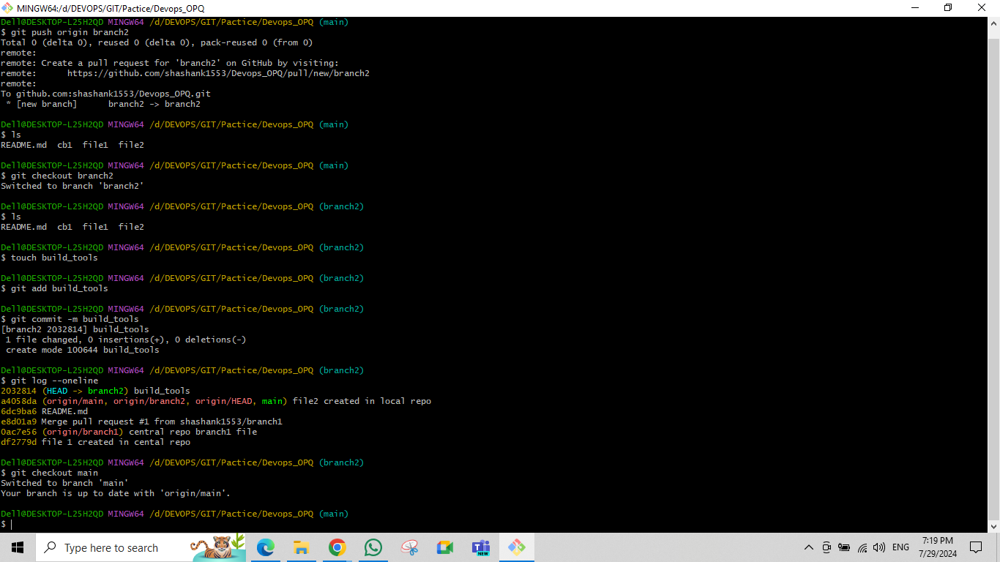 MINGW64:/d/DEVOPS/GIT/Pactice/Devops_OPQ
Dell@DESKTOP-L25H2QD MINGW64 /d/DEVOPS/GIT/Pactice/Devops_OPQ (main)
$ git push origin branch2
Total 0 (delta 0), reused 0 (delta 0), pack-reused 0 (from 0)
remote:
remote: Create a pull request for 'branch2' on GitHub by visiting:
remote:      https://github.com/shashank1553/Devops_OPQ/pull/new/branch2
remote:
To github.com:shashank1553/Devops_OPQ.git
 * [new branch]      branch2 -> branch2
Dell@DESKTOP-L25H2QD MINGW64 /d/DEVOPS/GIT/Pactice/Devops_OPQ (main)
$ ls
README.md  cb1  file1  file2
Dell@DESKTOP-L25H2QD MINGW64 /d/DEVOPS/GIT/Pactice/Devops_OPQ (main)
$ git checkout branch2
Switched to branch 'branch2'
Dell@DESKTOP-L25H2QD MINGW64 /d/DEVOPS/GIT/Pactice/Devops_OPQ (branch2)
$ ls
README.md  cb1  file1  file2
Dell@DESKTOP-L25H2QD MINGW64 /d/DEVOPS/GIT/Pactice/Devops_OPQ (branch2)
$ touch build_tools
Dell@DESKTOP-L25H2QD MINGW64 /d/DEVOPS/GIT/Pactice/Devops_OPQ (branch2)
$ git add build_tools
Dell@DESKTOP-L25H2QD MINGW64 /d/DEVOPS/GIT/Pactice/Devops_OPQ (branch2)
$ git commit -m build_tools
[branch2 2032814] build_tools
 1 file changed, 0 insertions(+), 0 deletions(-)
 create mode 100644 build_tools
Dell@DESKTOP-L25H2QD MINGW64 /d/DEVOPS/GIT/Pactice/Devops_OPQ (branch2)
$ git log --oneline
2032814 (HEAD -> branch2) build_tools
a4058da (origin/main, origin/branch2, origin/HEAD, main) file2 created in local repo
6dc9ba6 README.md
e8d01a9 Merge pull request #1 from shashank1553/branch1
0ac7e56 (origin/branch1) central repo branch1 file
df2779d file 1 created in cental repo
Dell@DESKTOP-L25H2QD MINGW64 /d/DEVOPS/GIT/Pactice/Devops_OPQ (branch2)
$ git checkout main
Switched to branch 'main'
Your branch is up to date with 'origin/main'.
Dell@DESKTOP-L25H2QD MINGW64 /d/DEVOPS/GIT/Pactice/Devops_OPQ (main)
$
Type here to search
NEW
ENG
7:19 PM
7/29/2024